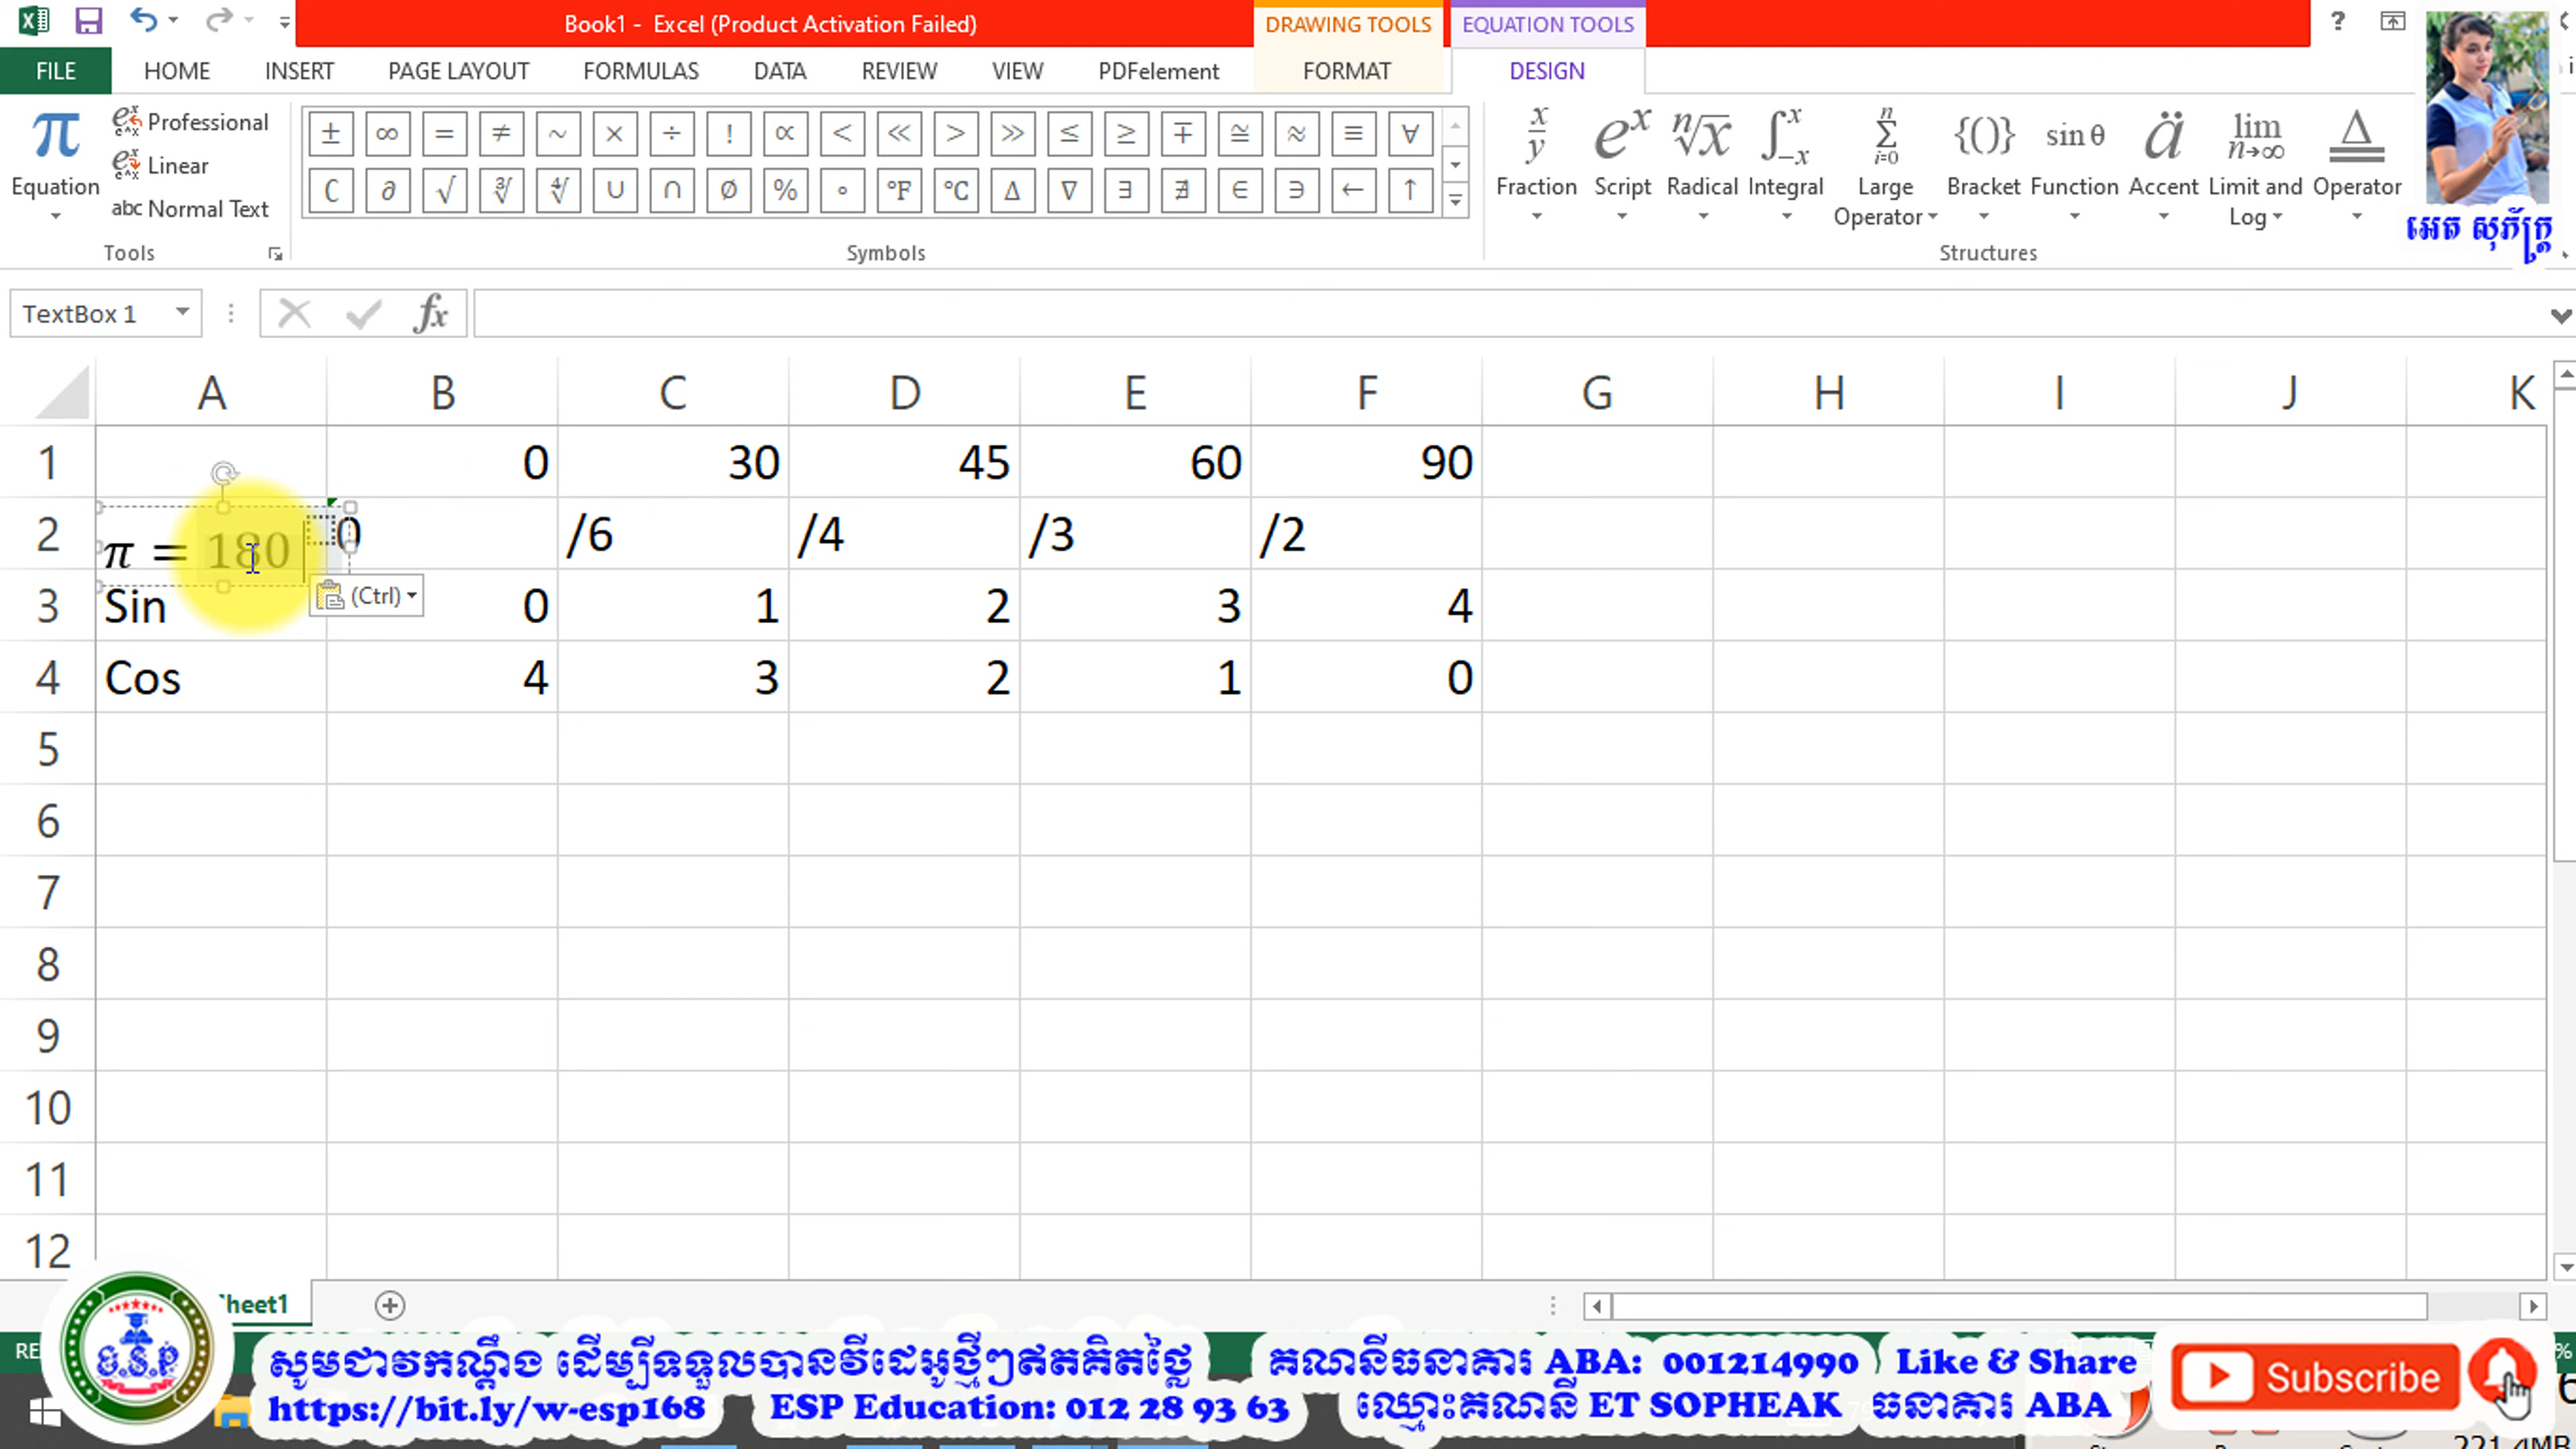 Book1 - Excel (Product Activation Failed)
DRAWING TOOLS EQUATION TOOLS
FILE HOME INSERT PAGE LAYOUT FORMULAS DATA REVIEW VIEW PDFelement FORMAT DESIGN
π Equation
Professional
Linear
abc Normal Text
Tools
± ∞ = ≠ ~ × ÷ ! ∝ < ≪ > ≫ ≤ ≥ ∓ ≅ ≈ ≡ ∀
∁ ∂ √ ∛ ∜ ∪ ∩ ∅ % ° °F °C ∆ ∇ ∃ ∄ ∈ ∋ ← ↑
Symbols
Fraction Script Radical Integral Large Operator Bracket Function Accent Limit and Log Operator
Structures
អេត សុភ័ក្ត្រ
TextBox 1 fx
A B C D E F G H I J K
1 0 30 45 60 90
2 π = 180 0 /6 /4 /3 /2
(Ctrl)
3 Sin 0 1 2 3 4
4 Cos 4 3 2 1 0
5
6
7
8
9
10
11
12
heet1
E.S.P
សូមជាវកណ្ដឹង ដើម្បីទទួលបានវីដេអូថ្មីៗឥតគិតថ្លៃ គណនីធនាគារ ABA: 001214990 Like & Share
https://bit.ly/w-esp168 ESP Education: 012 28 93 63 ឈ្មោះគណនី ET SOPHEAK ធនាគារ ABA
Subscribe
221.4MB